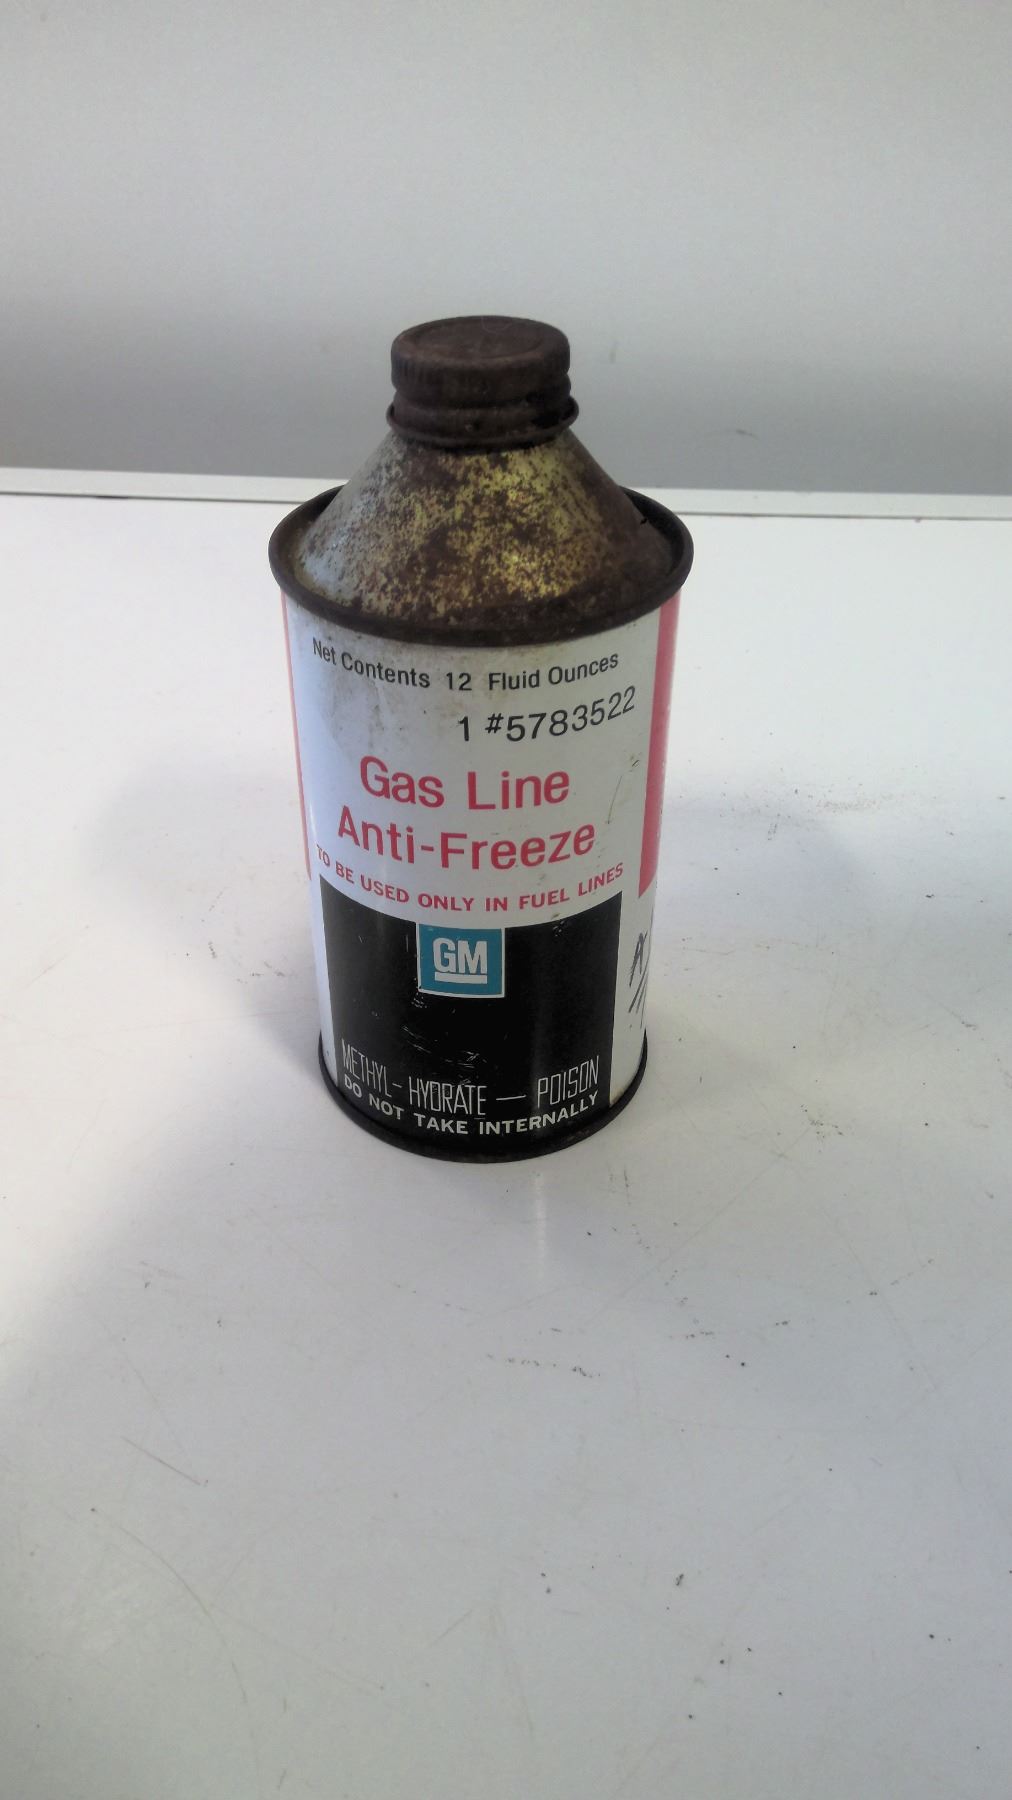 Net Contents 12 Fluid Ounces
1 #5783522
Gas Line
Anti-Freeze
TO BE USED ONLY IN FUEL LINES
GM
METHYL-HYDRATE — POISON
DO NOT TAKE INTERNALLY